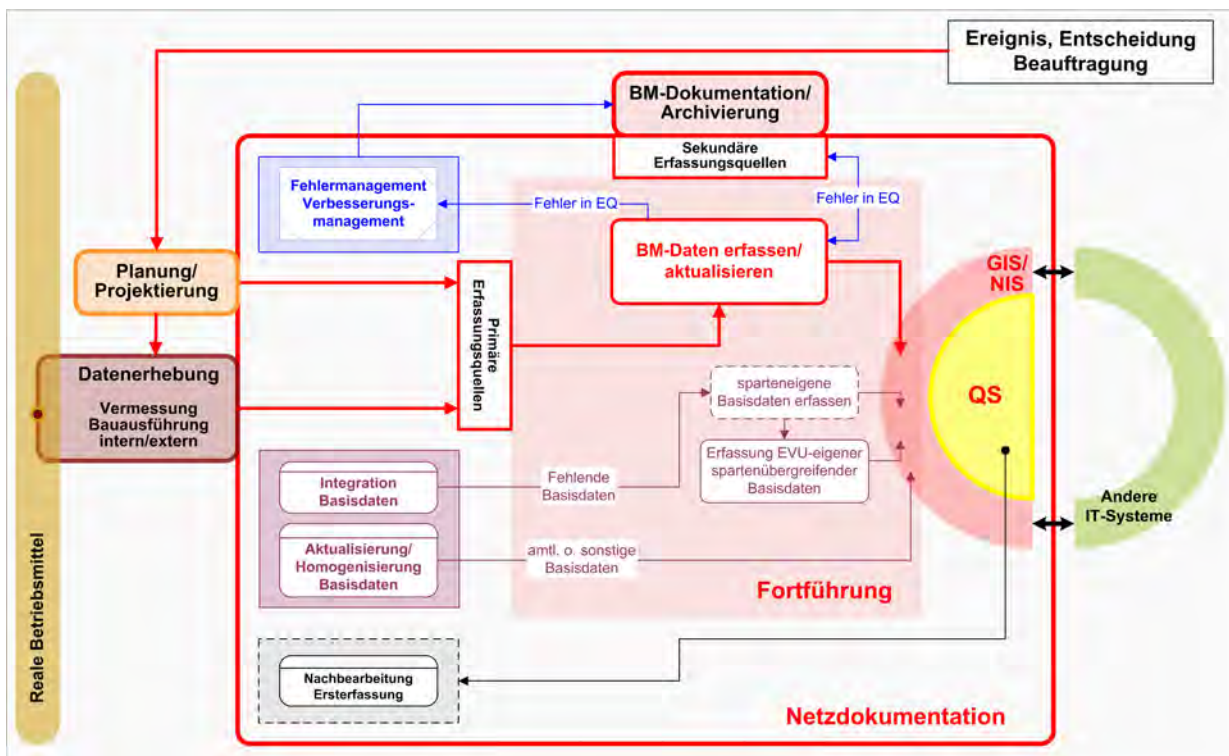 Ereignis, Entscheidung
Beauftragung
BM-Dokumentation/
Archivierung
Sekundäre
Erfassungsquellen
Fehlermanagement
Verbesserungs-
management
Fehler in EQ
Fehler in EQ
BM-Daten erfassen/
aktualisieren
Planung/
Projektierung
Primäre
Erfassungsquellen
GIS/
NIS
Datenerhebung
Vermessung
Bauausführung
intern/extern
sparteneigene
Basisdaten erfassen
QS
Erfassung EVU-eigener
spartenübergreifender
Basisdaten
Integration
Basisdaten
Fehlende
Basisdaten
Andere
IT-Systeme
Aktualisierung/
Homogenisierung
Basisdaten
amtl. o. sonstige
Basisdaten
Fortführung
Reale Betriebsmittel
Nachbearbeitung
Ersterfassung
Netzdokumentation